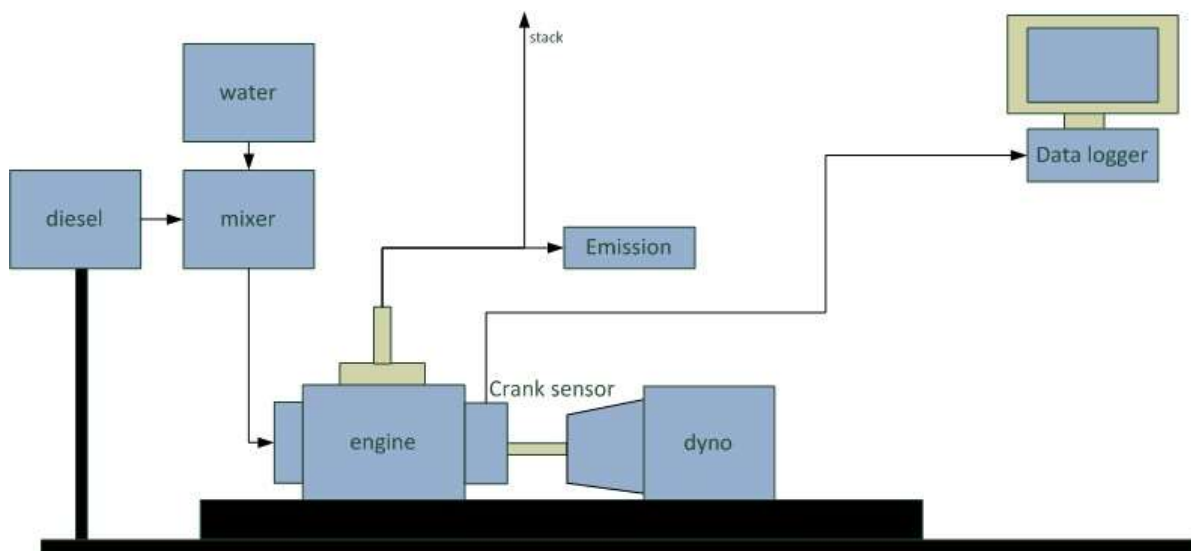 stack
water
Data logger
diesel
mixer
Emission
Crank sensor
engine
dyno